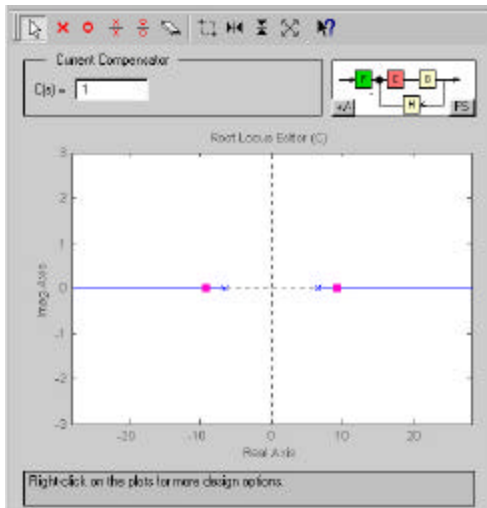 Current Compensator
C(s) = 1
F C G
H
+/- FS
Root Locus Editor (C)
3
2
1
0
-1
-2
-3
Imag Axis
-20 -10 0 10 20
Real Axis
Right-click on the plots for more design options.